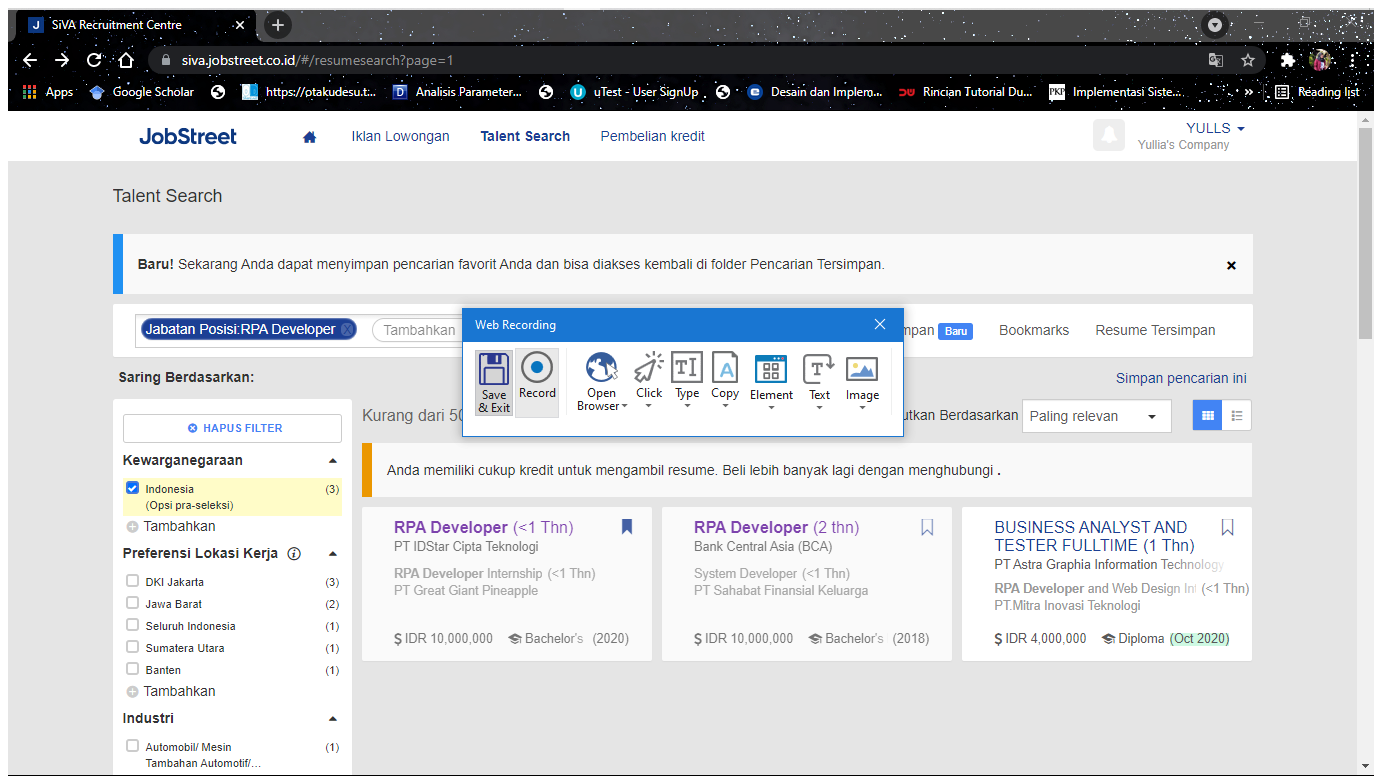 SiVA Recruitment Centre
siva.jobstreet.co.id/#/resumesearch?page=1
Apps Google Scholar https://otakudesu.t... Analisis Parameter... uTest - User SignUp Desain dan Implem... Rincian Tutorial Du... Implementasi Siste... » Reading list
JobStreet Iklan Lowongan Talent Search Pembelian kredit YULLS
Yullia's Company
Talent Search
Baru! Sekarang Anda dapat menyimpan pencarian favorit Anda dan bisa diakses kembali di folder Pencarian Tersimpan.
Jabatan Posisi:RPA Developer Tambahkan
Baru Bookmarks Resume Tersimpan
Web Recording
Save & Exit
Record
Open Browser
Click
Type
Copy
Element
Text
Image
Saring Berdasarkan:
Simpan pencarian ini
Kurang dari 50
Berdasarkan Paling relevan
HAPUS FILTER
Kewarganegaraan
Indonesia (3)
(Opsi pra-seleksi)
Tambahkan
Preferensi Lokasi Kerja
DKI Jakarta (3)
Jawa Barat (2)
Seluruh Indonesia (1)
Sumatera Utara (1)
Banten (1)
Tambahkan
Industri
Automobil/ Mesin (1)
Tambahan Automotif/...
Anda memiliki cukup kredit untuk mengambil resume. Beli lebih banyak lagi dengan menghubungi .
RPA Developer (<1 Thn)
PT IDStar Cipta Teknologi
RPA Developer Internship (<1 Thn)
PT Great Giant Pineapple
$ IDR 10,000,000 Bachelor's (2020)
RPA Developer (2 thn)
Bank Central Asia (BCA)
System Developer (<1 Thn)
PT Sahabat Finansial Keluarga
$ IDR 10,000,000 Bachelor's (2018)
BUSINESS ANALYST AND
TESTER FULLTIME (1 Thn)
PT Astra Graphia Information Technology
RPA Developer and Web Design Int (<1 Thn)
PT.Mitra Inovasi Teknologi
$ IDR 4,000,000 Diploma (Oct 2020)